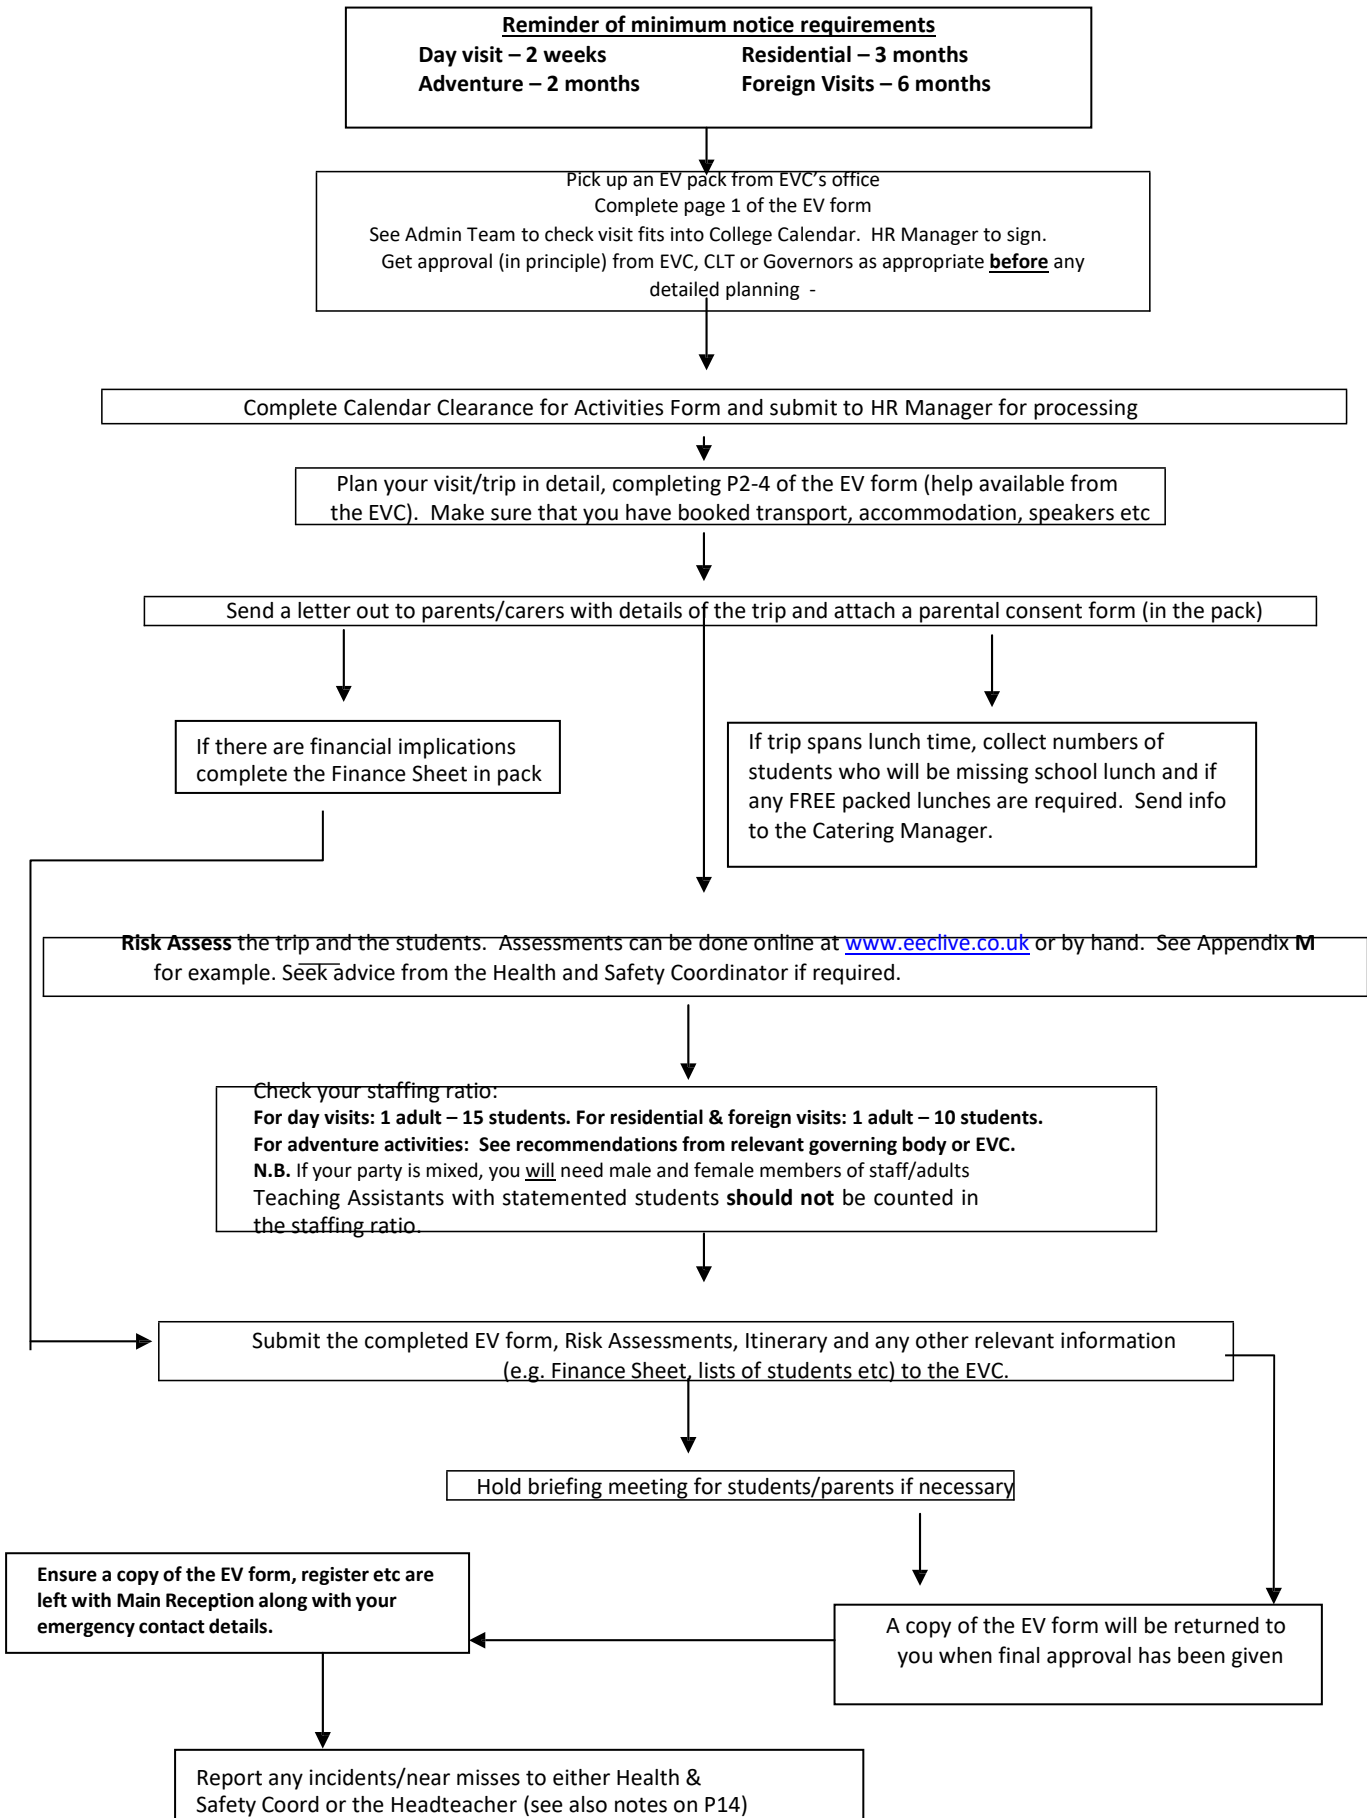 Reminder of minimum notice requirements
Day visit – 2 weeks Residential – 3 months
Adventure – 2 months Foreign Visits – 6 months
Pick up an EV pack from EVC's office
Complete page 1 of the EV form
See Admin Team to check visit fits into College Calendar. HR Manager to sign.
Get approval (in principle) from EVC, CLT or Governors as appropriate before any
detailed planning -
Complete Calendar Clearance for Activities Form and submit to HR Manager for processing
Plan your visit/trip in detail, completing P2-4 of the EV form (help available from
the EVC). Make sure that you have booked transport, accommodation, speakers etc
Send a letter out to parents/carers with details of the trip and attach a parental consent form (in the pack)
If there are financial implications
complete the Finance Sheet in pack
If trip spans lunch time, collect numbers of
students who will be missing school lunch and if
any FREE packed lunches are required. Send info
to the Catering Manager.
Risk Assess the trip and the students. Assessments can be done online at www.eeclive.co.uk or by hand. See Appendix M
for example. Seek advice from the Health and Safety Coordinator if required.
Check your staffing ratio:
For day visits: 1 adult – 15 students. For residential & foreign visits: 1 adult – 10 students.
For adventure activities: See recommendations from relevant governing body or EVC.
N.B. If your party is mixed, you will need male and female members of staff/adults
Teaching Assistants with statemented students should not be counted in
the staffing ratio.
Submit the completed EV form, Risk Assessments, Itinerary and any other relevant information
(e.g. Finance Sheet, lists of students etc) to the EVC.
Hold briefing meeting for students/parents if necessary
Ensure a copy of the EV form, register etc are
left with Main Reception along with your
emergency contact details.
A copy of the EV form will be returned to
you when final approval has been given
Report any incidents/near misses to either Health &
Safety Coord or the Headteacher (see also notes on P14)